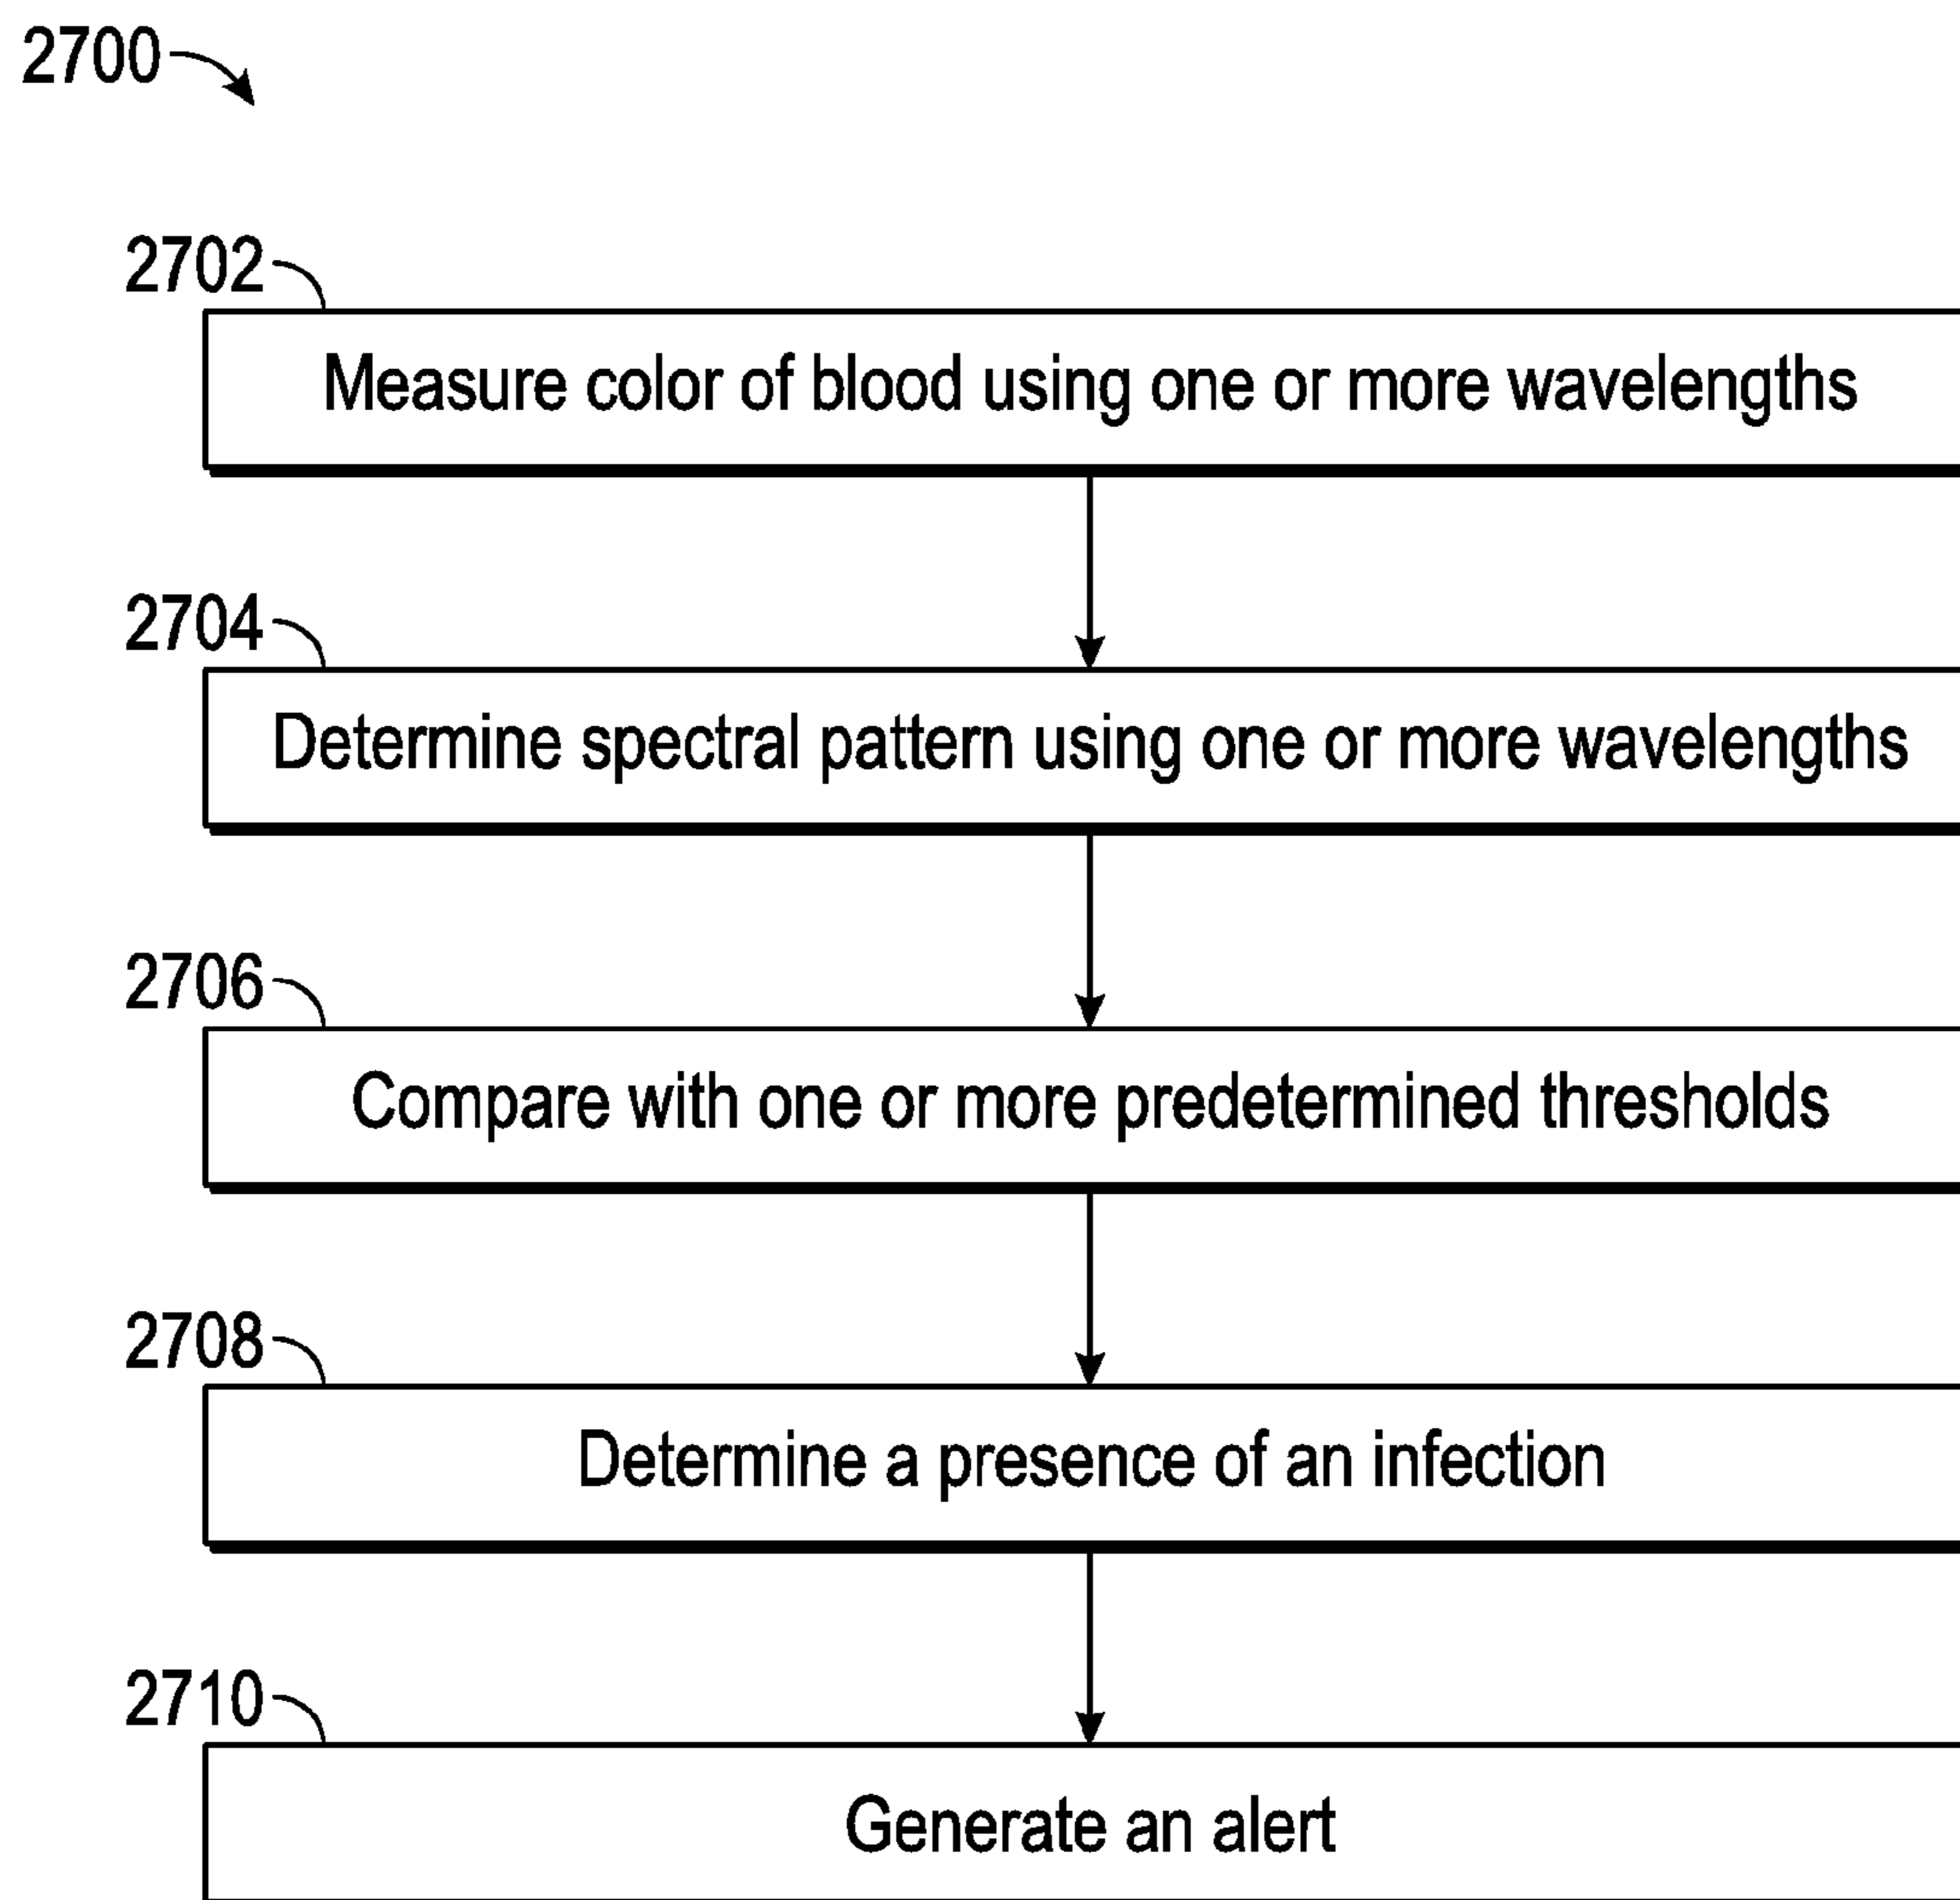 2700
2702
Measure color of blood using one or more wavelengths
2704
Determine spectral pattern using one or more wavelengths
2706
Compare with one or more predetermined thresholds
2708
Determine a presence of an infection
2710
Generate an alert